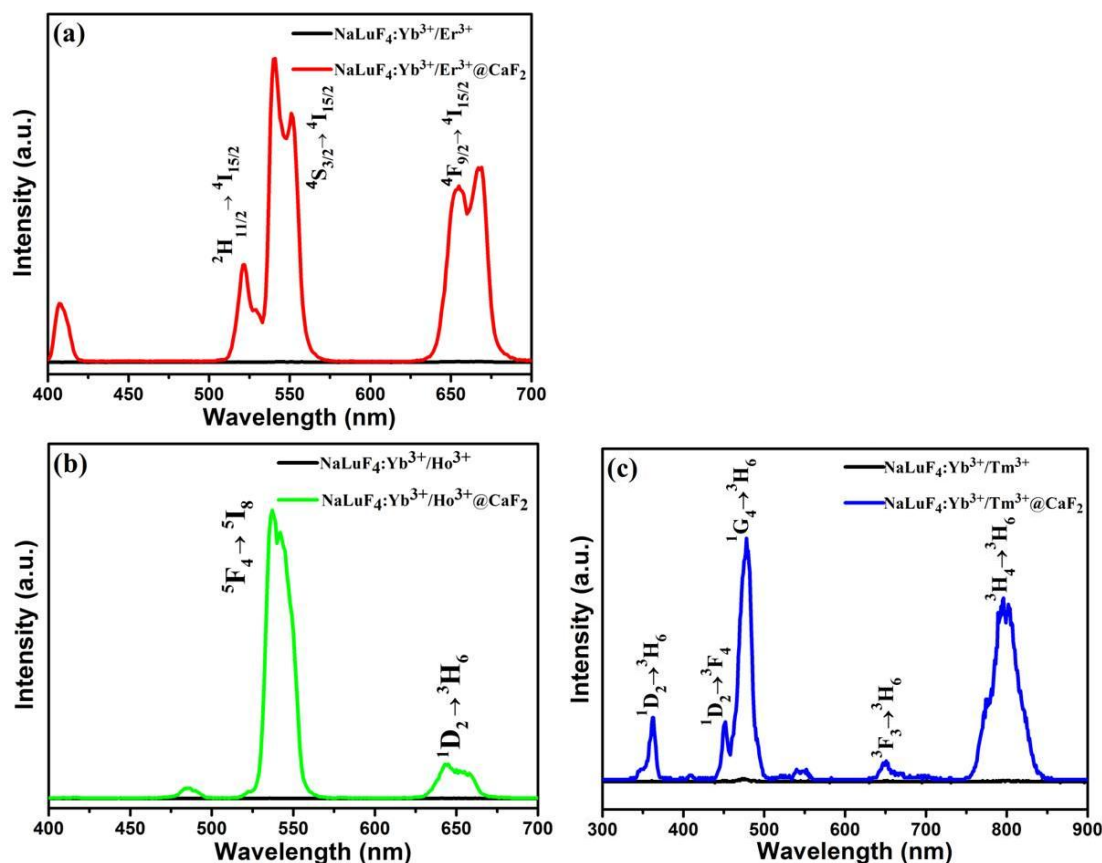 (a)
NaLuF₄:Yb³⁺/Er³⁺
NaLuF₄:Yb³⁺/Er³⁺@CaF₂
²H₁₁/₂→⁴I₁₅/₂
⁴S₃/₂→⁴I₁₅/₂
⁴F₉/₂→⁴I₁₅/₂
Intensity (a.u.)
400 450 500 550 600 650 700
Wavelength (nm)
(b)
NaLuF₄:Yb³⁺/Ho³⁺
NaLuF₄:Yb³⁺/Ho³⁺@CaF₂
⁵F₄→⁵I₈
¹D₂→³H₆
Intensity (a.u.)
400 450 500 550 600 650 700
Wavelength (nm)
(c)
NaLuF₄:Yb³⁺/Tm³⁺
NaLuF₄:Yb³⁺/Tm³⁺@CaF₂
¹D₂→³H₆
¹D₂→³F₄
¹G₄→³H₆
³F₃→³H₆
³H₄→³H₆
Intensity (a.u.)
300 400 500 600 700 800 900
Wavelength (nm)